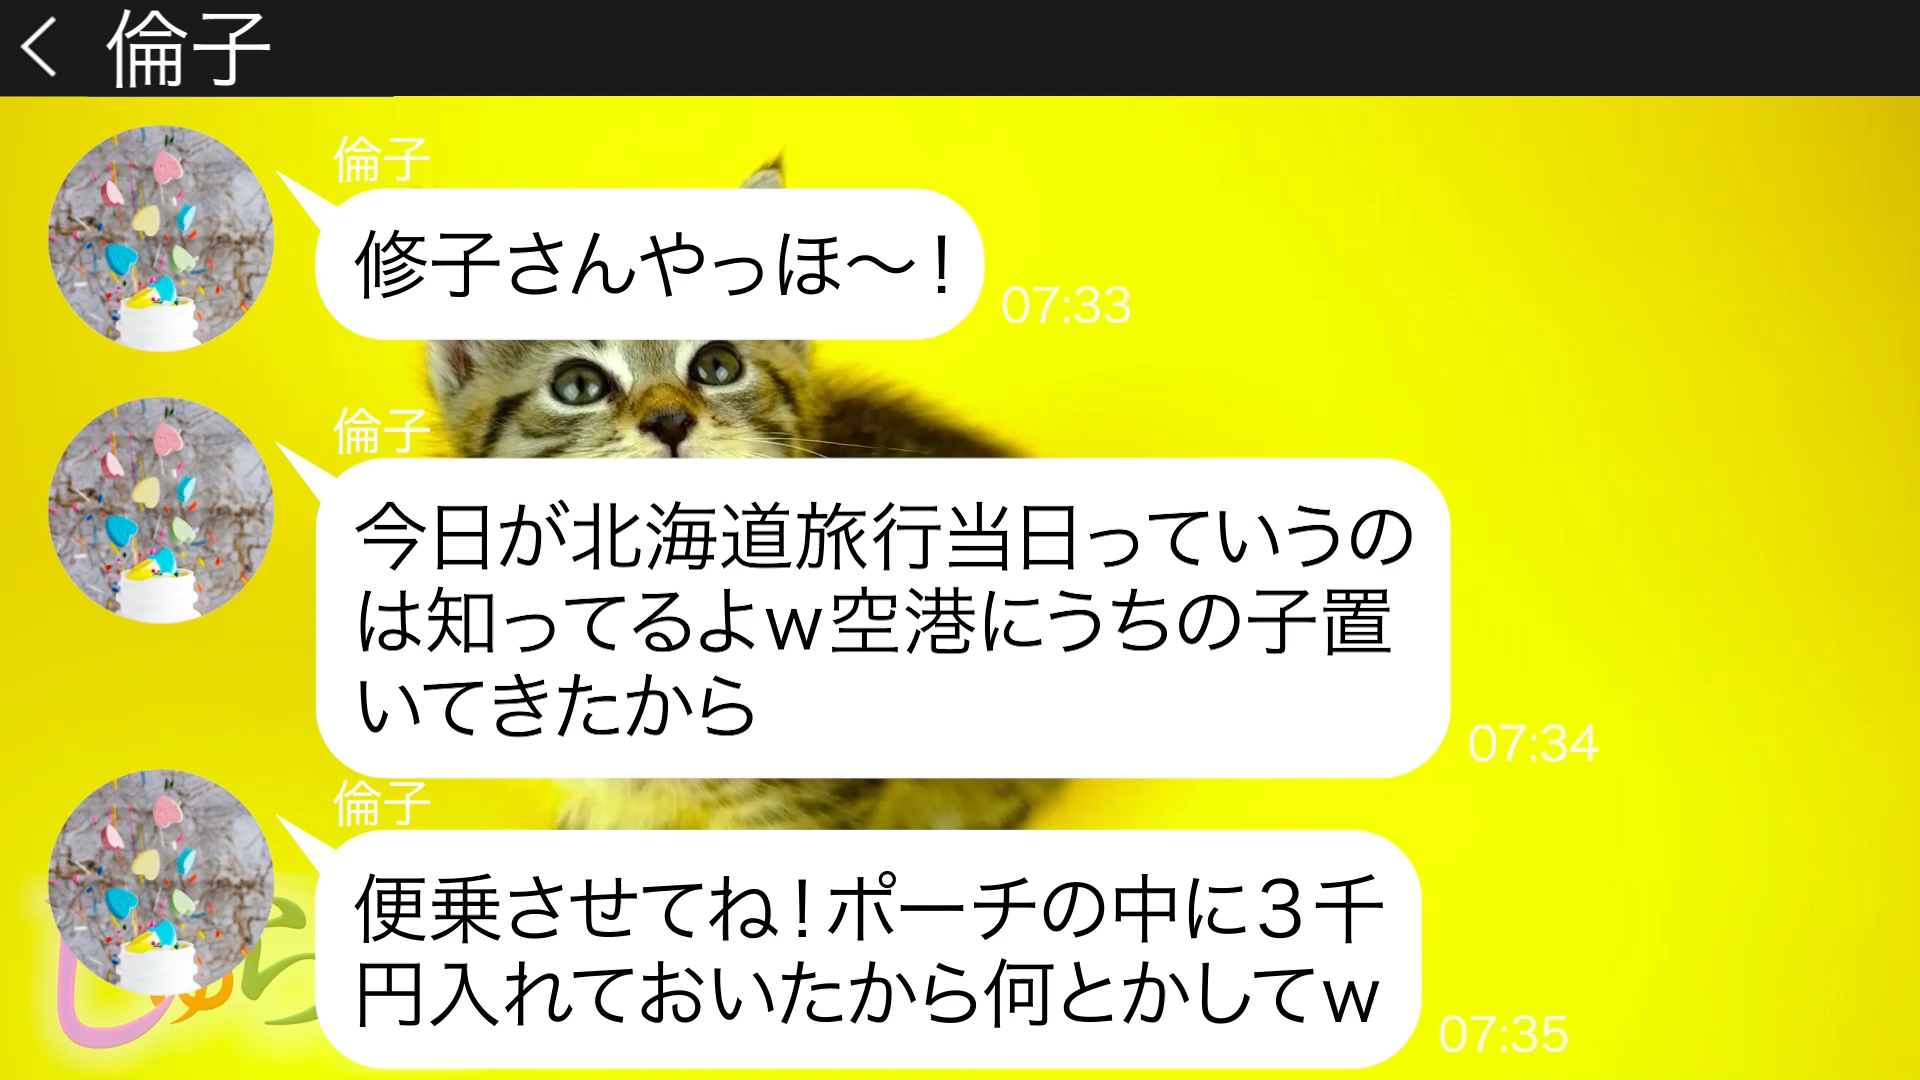 倫子
倫子
修子さんやっほ〜！
07:33
倫子
今日が北海道旅行当日っていうの
は知ってるよw空港にうちの子置
いてきたから
07:34
倫子
便乗させてね！ポーチの中に３千
円入れておいたから何とかしてw
07:35